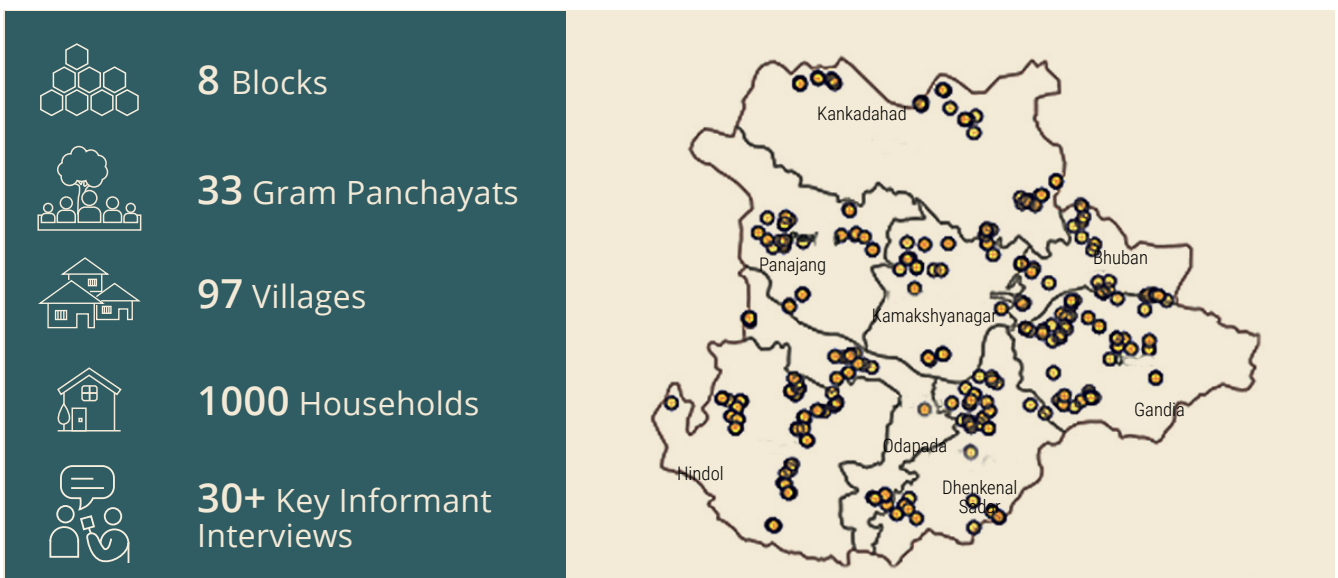 8 Blocks
33 Gram Panchayats
97 Villages
1000 Households
30+ Key Informant
Interviews
Kankadahad
Panajang
Bhuban
Kamakshyanagar
Gandia
Odapada
Hindol
Dhenkenal
Sadar